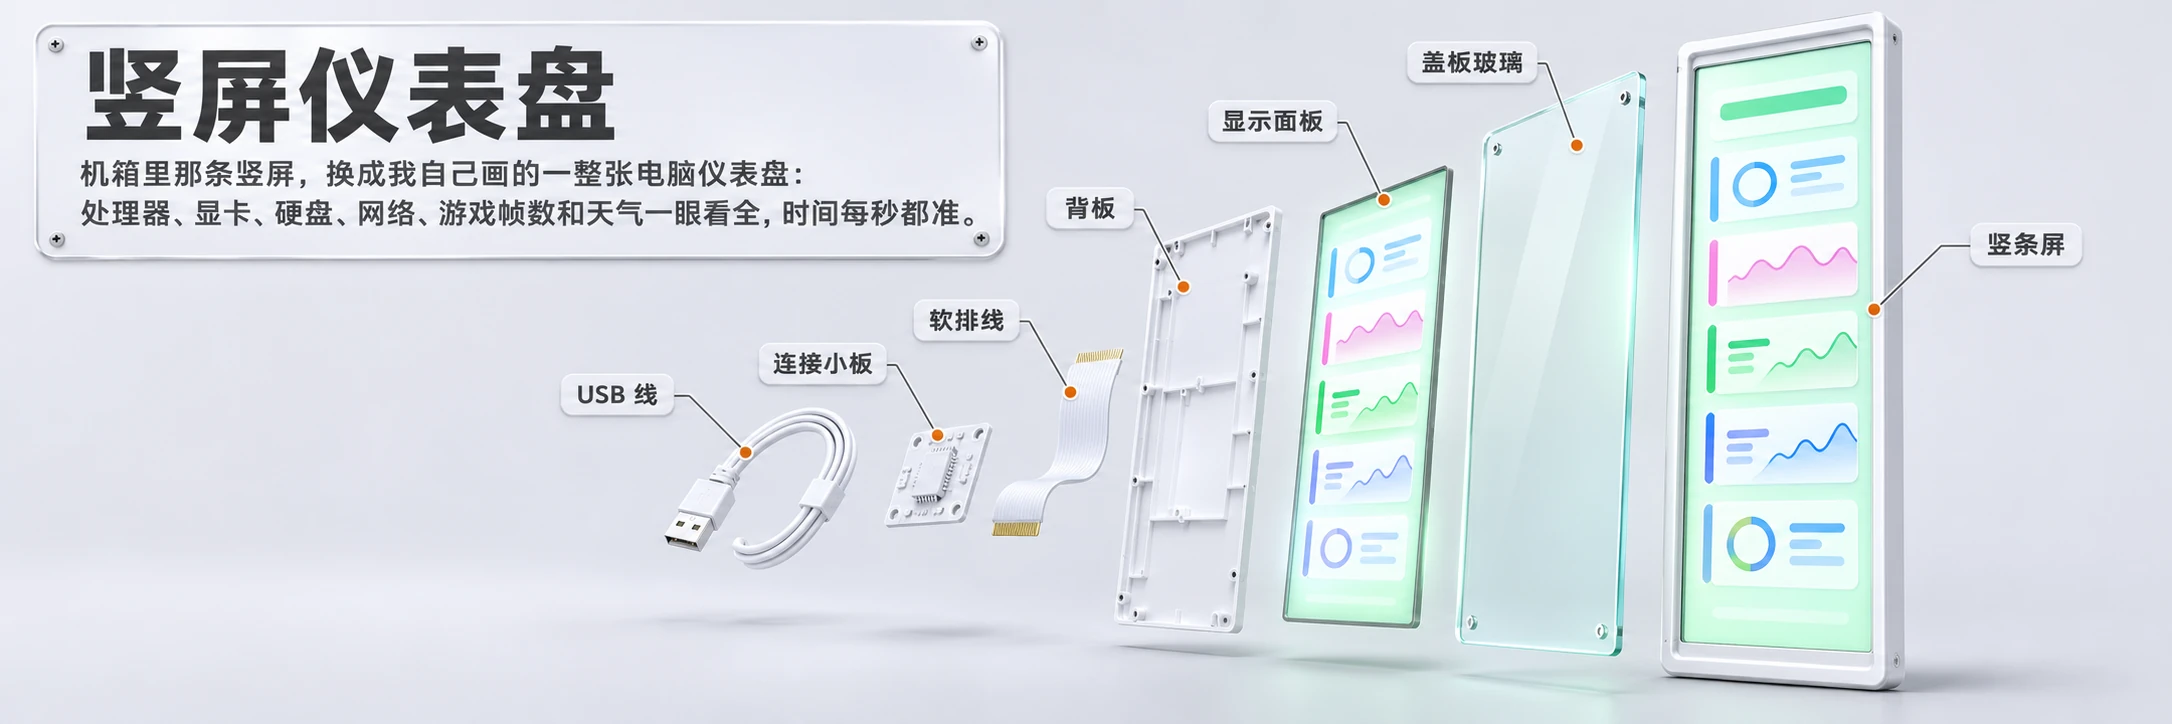 竖屏仪表盘
机箱里那条竖屏，换成我自己画的一整张电脑仪表盘：
处理器、显卡、硬盘、网络、游戏帧数和天气一眼看全，时间每秒都准。
USB 线
连接小板
软排线
背板
显示面板
盖板玻璃
竖条屏